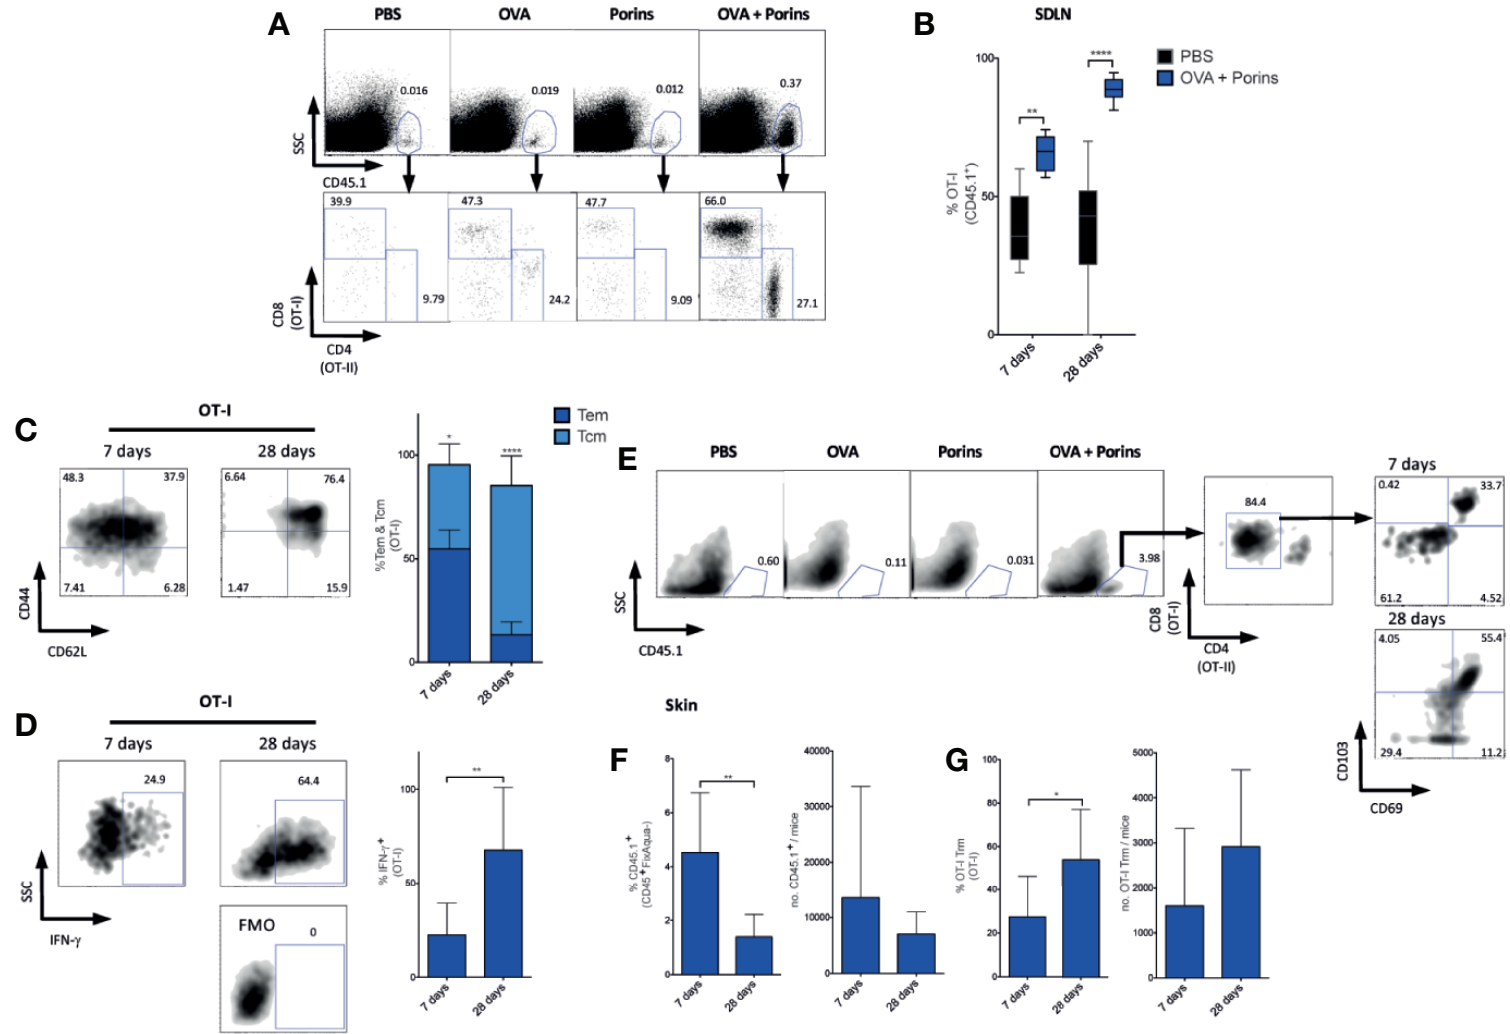 A
PBS
OVA
Porins
OVA + Porins
0.016
0.019
0.012
0.37
SSC
CD45.1
39.9
47.3
47.7
66.0
9.79
24.2
9.09
27.1
CD8
(OT-I)
CD4
(OT-II)
B
SDLN
PBS
OVA + Porins
% OT-I
(CD45.1+)
100
50
0
**
****
7 days
28 days
C
OT-I
7 days
28 days
48.3
37.9
7.41
6.28
6.64
76.4
1.47
15.9
CD44
CD62L
Tem
Tcm
%Tem & Tcm
(OT-I)
100
50
0
*
****
7 days
28 days
D
OT-I
7 days
28 days
24.9
64.4
FMO
0
SSC
IFN-γ
% IFN-γ+
(OT-I)
100
50
0
**
7 days
28 days
E
PBS
OVA
Porins
OVA + Porins
0.60
0.11
0.031
3.98
SSC
CD45.1
84.4
CD8
(OT-I)
CD4
(OT-II)
7 days
0.42
33.7
61.2
4.52
28 days
4.05
55.4
29.4
11.2
CD103
CD69
Skin
F
% CD45.1+
(CD45+FixAqua-)
8
6
4
2
0
**
7 days
28 days
no. CD45.1+ / mice
40000
30000
20000
10000
0
7 days
28 days
G
% OT-I Trm
(OT-I)
100
80
60
40
20
0
*
7 days
28 days
no. OT-I Trm / mice
5000
4000
3000
2000
1000
0
7 days
28 days